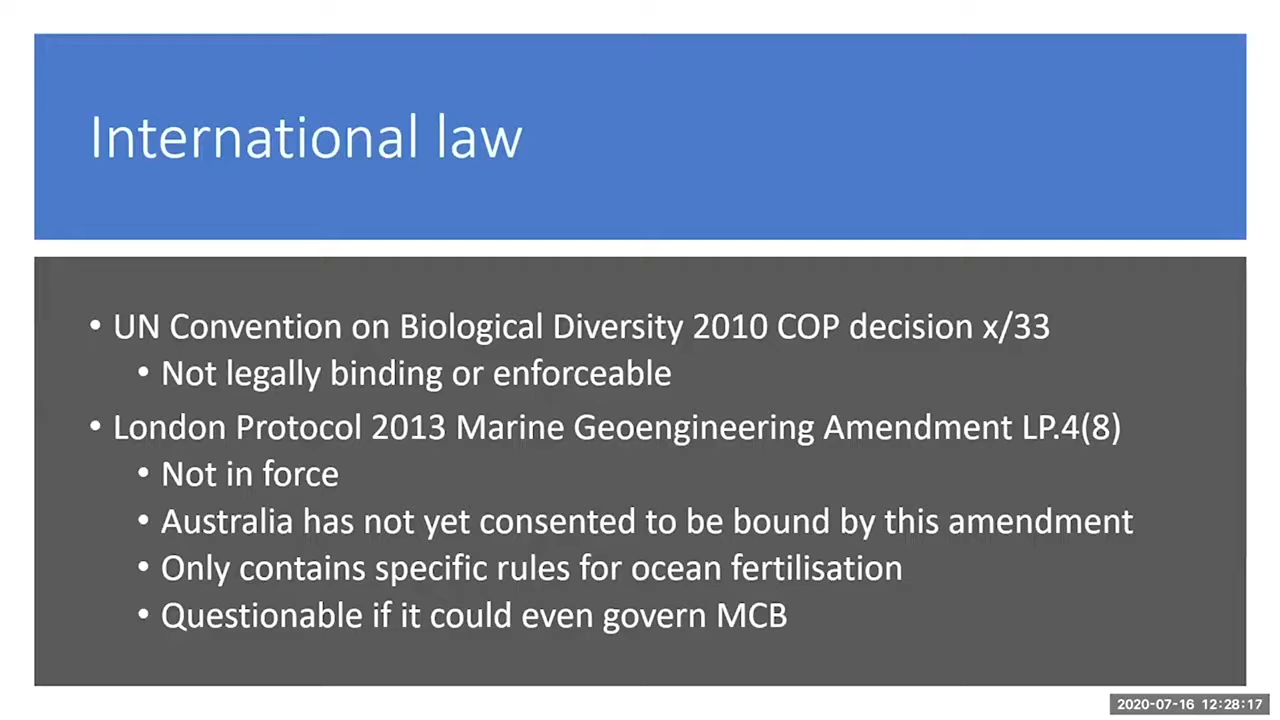 International law
• UN Convention on Biological Diversity 2010 COP decision x/33
• Not legally binding or enforceable
• London Protocol 2013 Marine Geoengineering Amendment LP.4(8)
• Not in force
• Australia has not yet consented to be bound by this amendment
• Only contains specific rules for ocean fertilisation
• Questionable if it could even govern MCB
2020-07-16 12:28:17